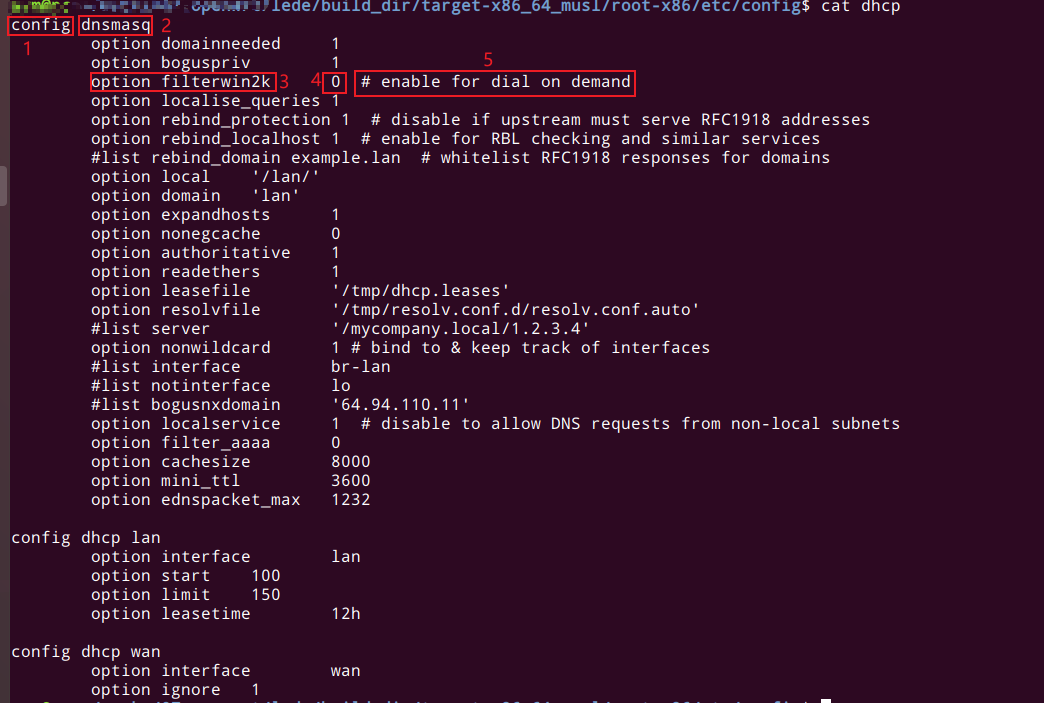 /lede/build_dir/target-x86_64_musl/root-x86/etc/config$ cat dhcp
config dnsmasq 2
1
option domainneeded 1
option boguspriv 1
5
option filterwin2k 3 4 0 # enable for dial on demand
option localise_queries 1
option rebind_protection 1 # disable if upstream must serve RFC1918 addresses
option rebind_localhost 1 # enable for RBL checking and similar services
#list rebind_domain example.lan # whitelist RFC1918 responses for domains
option local '/lan/'
option domain 'lan'
option expandhosts 1
option nonegcache 0
option authoritative 1
option readethers 1
option leasefile '/tmp/dhcp.leases'
option resolvfile '/tmp/resolv.conf.d/resolv.conf.auto'
#list server '/mycompany.local/1.2.3.4'
option nonwildcard 1 # bind to & keep track of interfaces
#list interface br-lan
#list notinterface lo
#list bogusnxdomain '64.94.110.11'
option localservice 1 # disable to allow DNS requests from non-local subnets
option filter_aaaa 0
option cachesize 8000
option mini_ttl 3600
option ednspacket_max 1232
config dhcp lan
option interface lan
option start 100
option limit 150
option leasetime 12h
config dhcp wan
option interface wan
option ignore 1